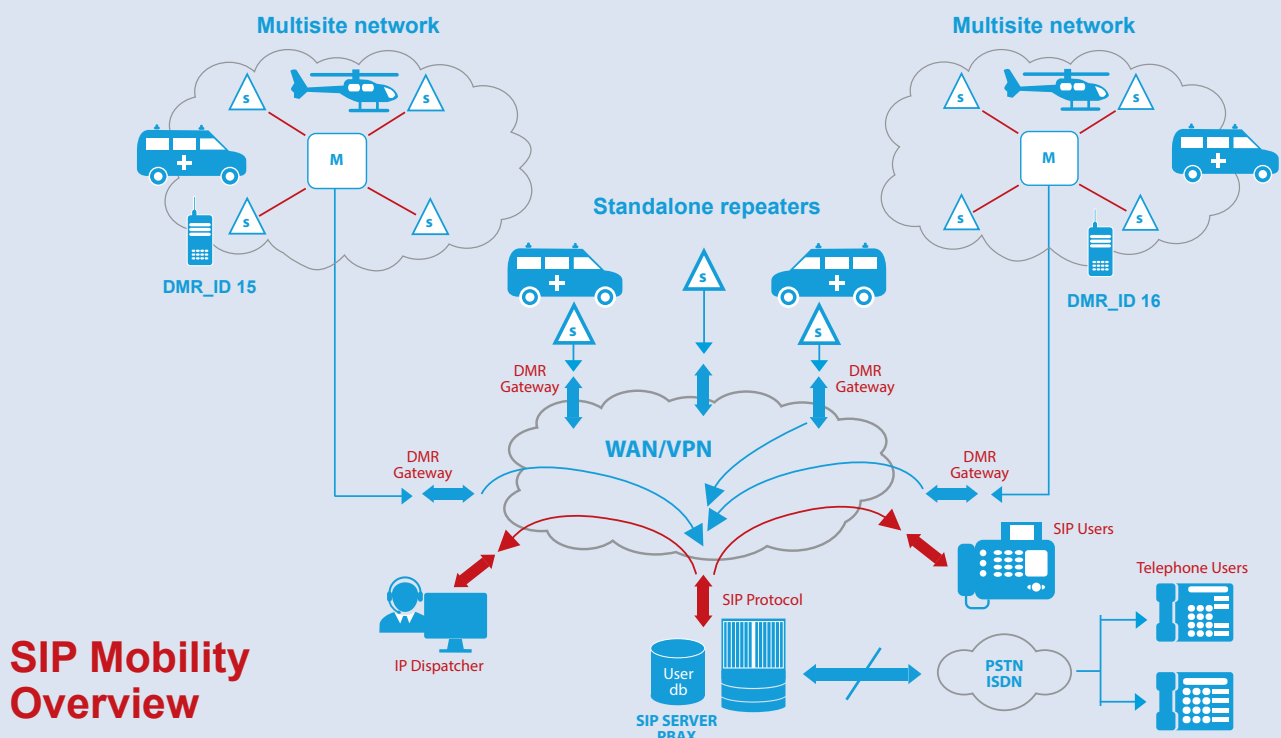 Multisite network
Multisite network
S
S
M
S
S
DMR_ID 15
S
S
M
S
S
DMR_ID 16
Standalone repeaters
S
S
S
DMR
Gateway
DMR
Gateway
WAN/VPN
DMR
Gateway
DMR
Gateway
SIP Users
Telephone Users
SIP Protocol
IP Dispatcher
User
db
SIP SERVER
PBAX
PSTN
ISDN
SIP Mobility
Overview